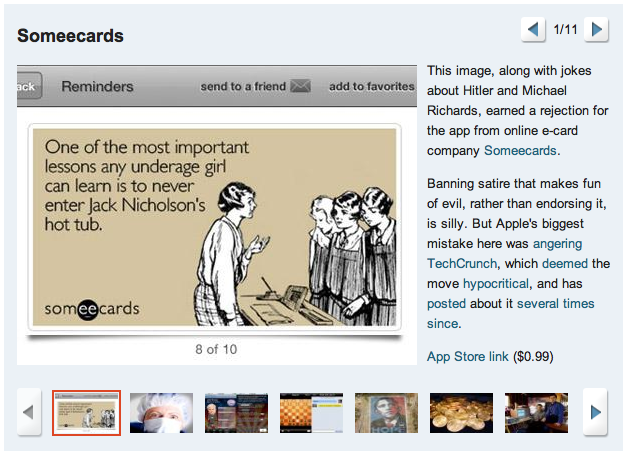 Someecards
1/11
ack
Reminders
send to a friend
add to favorites
One of the most important
lessons any underage girl
can learn is to never
enter Jack Nicholson's
hot tub.
someecards
8 of 10
This image, along with jokes
about Hitler and Michael
Richards, earned a rejection for
the app from online e-card
company Someecards.
Banning satire that makes fun
of evil, rather than endorsing it,
is silly. But Apple's biggest
mistake here was angering
TechCrunch, which deemed the
move hypocritical, and has
posted about it several times
since.
App Store link ($0.99)